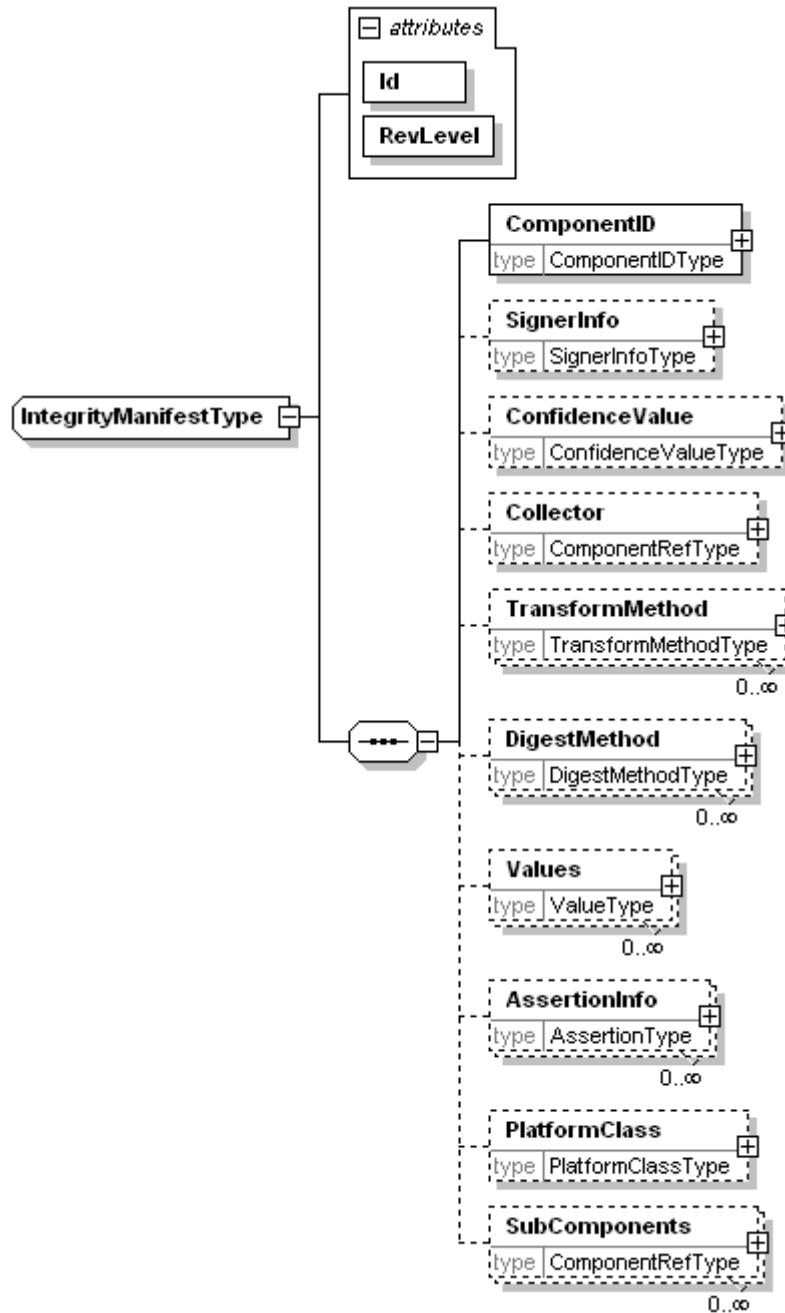 attributes
Id
RevLevel
IntegrityManifestType
ComponentID
type ComponentIDType
SignerInfo
type SignerInfoType
ConfidenceValue
type ConfidenceValueType
Collector
type ComponentRefType
TransformMethod
type TransformMethodType
0..∞
DigestMethod
type DigestMethodType
0..∞
Values
type ValueType
0..∞
AssertionInfo
type AssertionType
0..∞
PlatformClass
type PlatformClassType
SubComponents
type ComponentRefType
0..∞